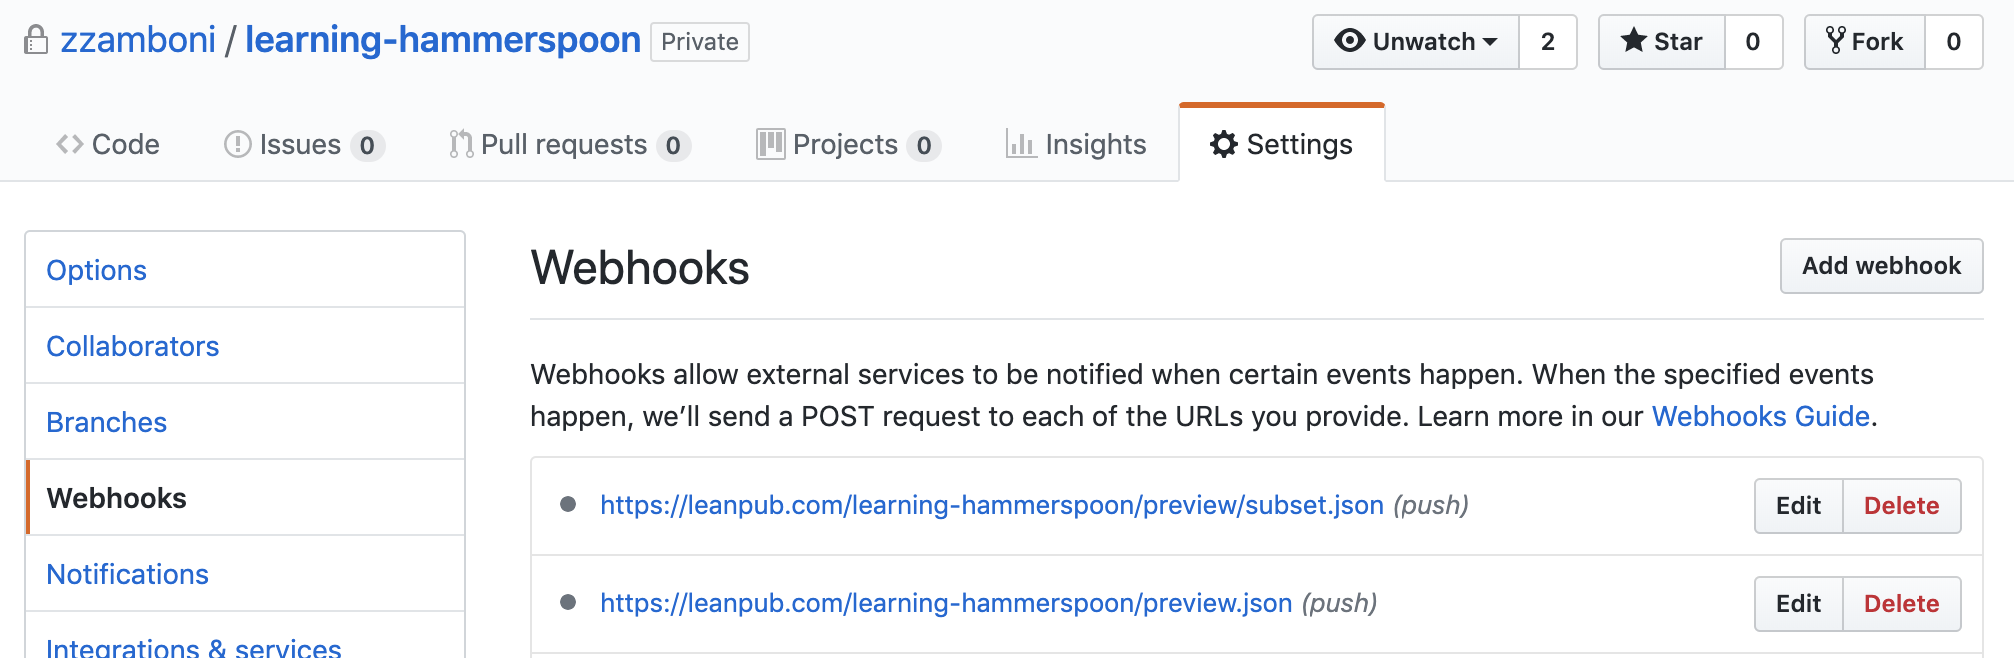 zzamboni / learning-hammerspoon Private Unwatch 2 Star 0 Fork 0
Code Issues 0 Pull requests 0 Projects 0 Insights Settings
Options
Collaborators
Branches
Webhooks
Notifications
Integrations & services
Webhooks Add webhook
Webhooks allow external services to be notified when certain events happen. When the specified events
happen, we’ll send a POST request to each of the URLs you provide. Learn more in our Webhooks Guide.
https://leanpub.com/learning-hammerspoon/preview/subset.json (push) Edit Delete
https://leanpub.com/learning-hammerspoon/preview.json (push) Edit Delete